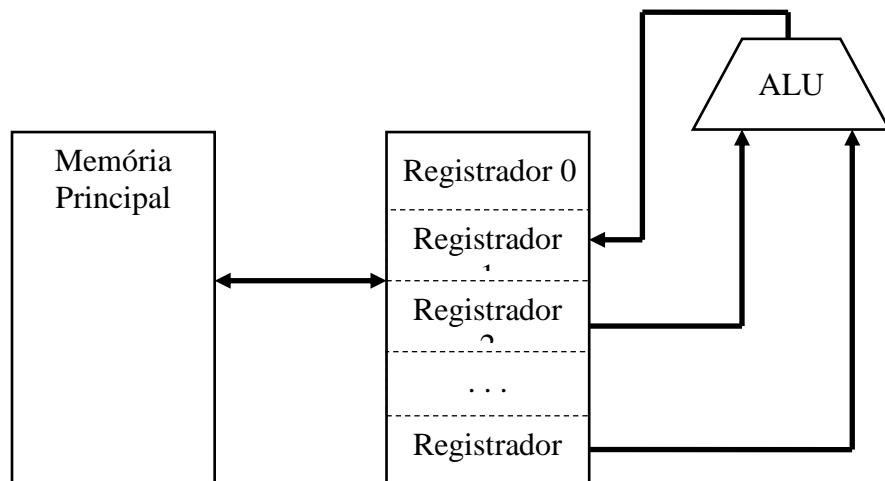 Memória
Principal
Registrador 0
Registrador
Registrador
. . .
Registrador
ALU